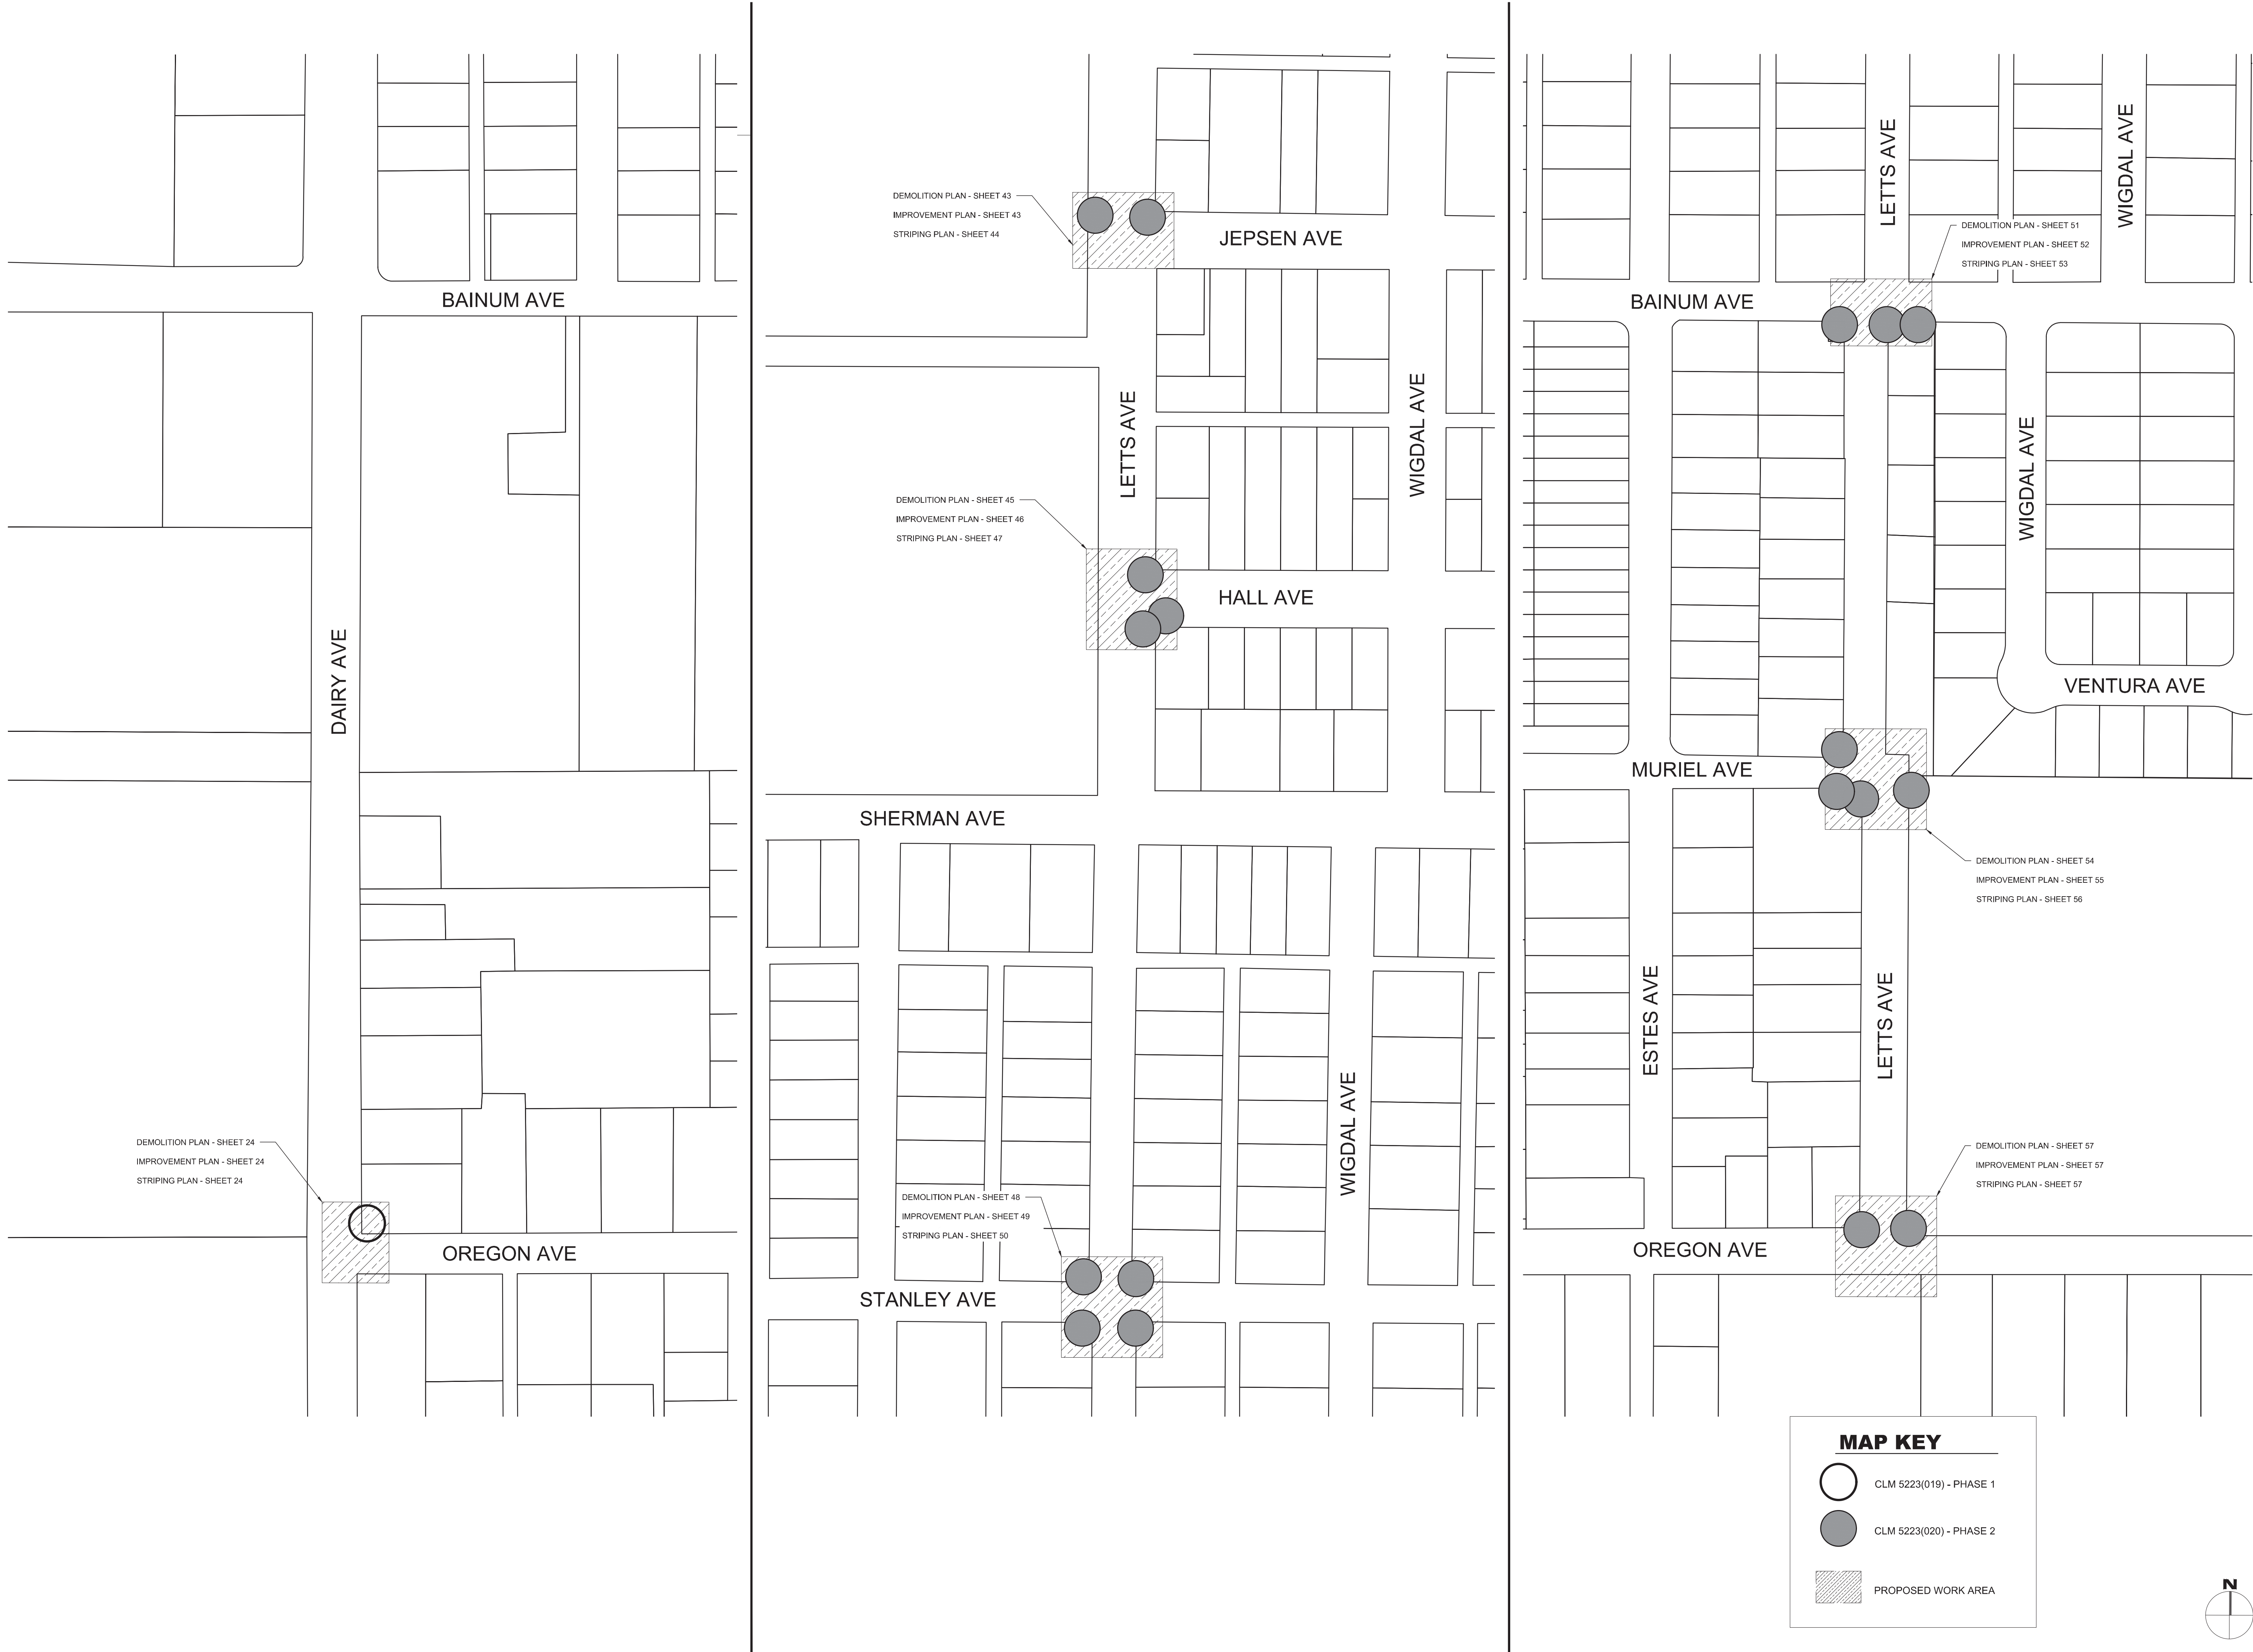 BAINUM AVE
DAIRY AVE
DEMOLITION PLAN - SHEET 24
IMPROVEMENT PLAN - SHEET 24
STRIPING PLAN - SHEET 24
OREGON AVE
DEMOLITION PLAN - SHEET 43
IMPROVEMENT PLAN - SHEET 43
STRIPING PLAN - SHEET 44
JEPSEN AVE
LETTS AVE
WIGDAL AVE
DEMOLITION PLAN - SHEET 45
IMPROVEMENT PLAN - SHEET 46
STRIPING PLAN - SHEET 47
HALL AVE
SHERMAN AVE
WIGDAL AVE
DEMOLITION PLAN - SHEET 48
IMPROVEMENT PLAN - SHEET 49
STRIPING PLAN - SHEET 50
STANLEY AVE
LETTS AVE
WIGDAL AVE
DEMOLITION PLAN - SHEET 51
IMPROVEMENT PLAN - SHEET 52
STRIPING PLAN - SHEET 53
BAINUM AVE
WIGDAL AVE
VENTURA AVE
MURIEL AVE
DEMOLITION PLAN - SHEET 54
IMPROVEMENT PLAN - SHEET 55
STRIPING PLAN - SHEET 56
ESTES AVE
LETTS AVE
DEMOLITION PLAN - SHEET 57
IMPROVEMENT PLAN - SHEET 57
STRIPING PLAN - SHEET 57
OREGON AVE
MAP KEY
CLM 5223(019) - PHASE 1
CLM 5223(020) - PHASE 2
PROPOSED WORK AREA
N